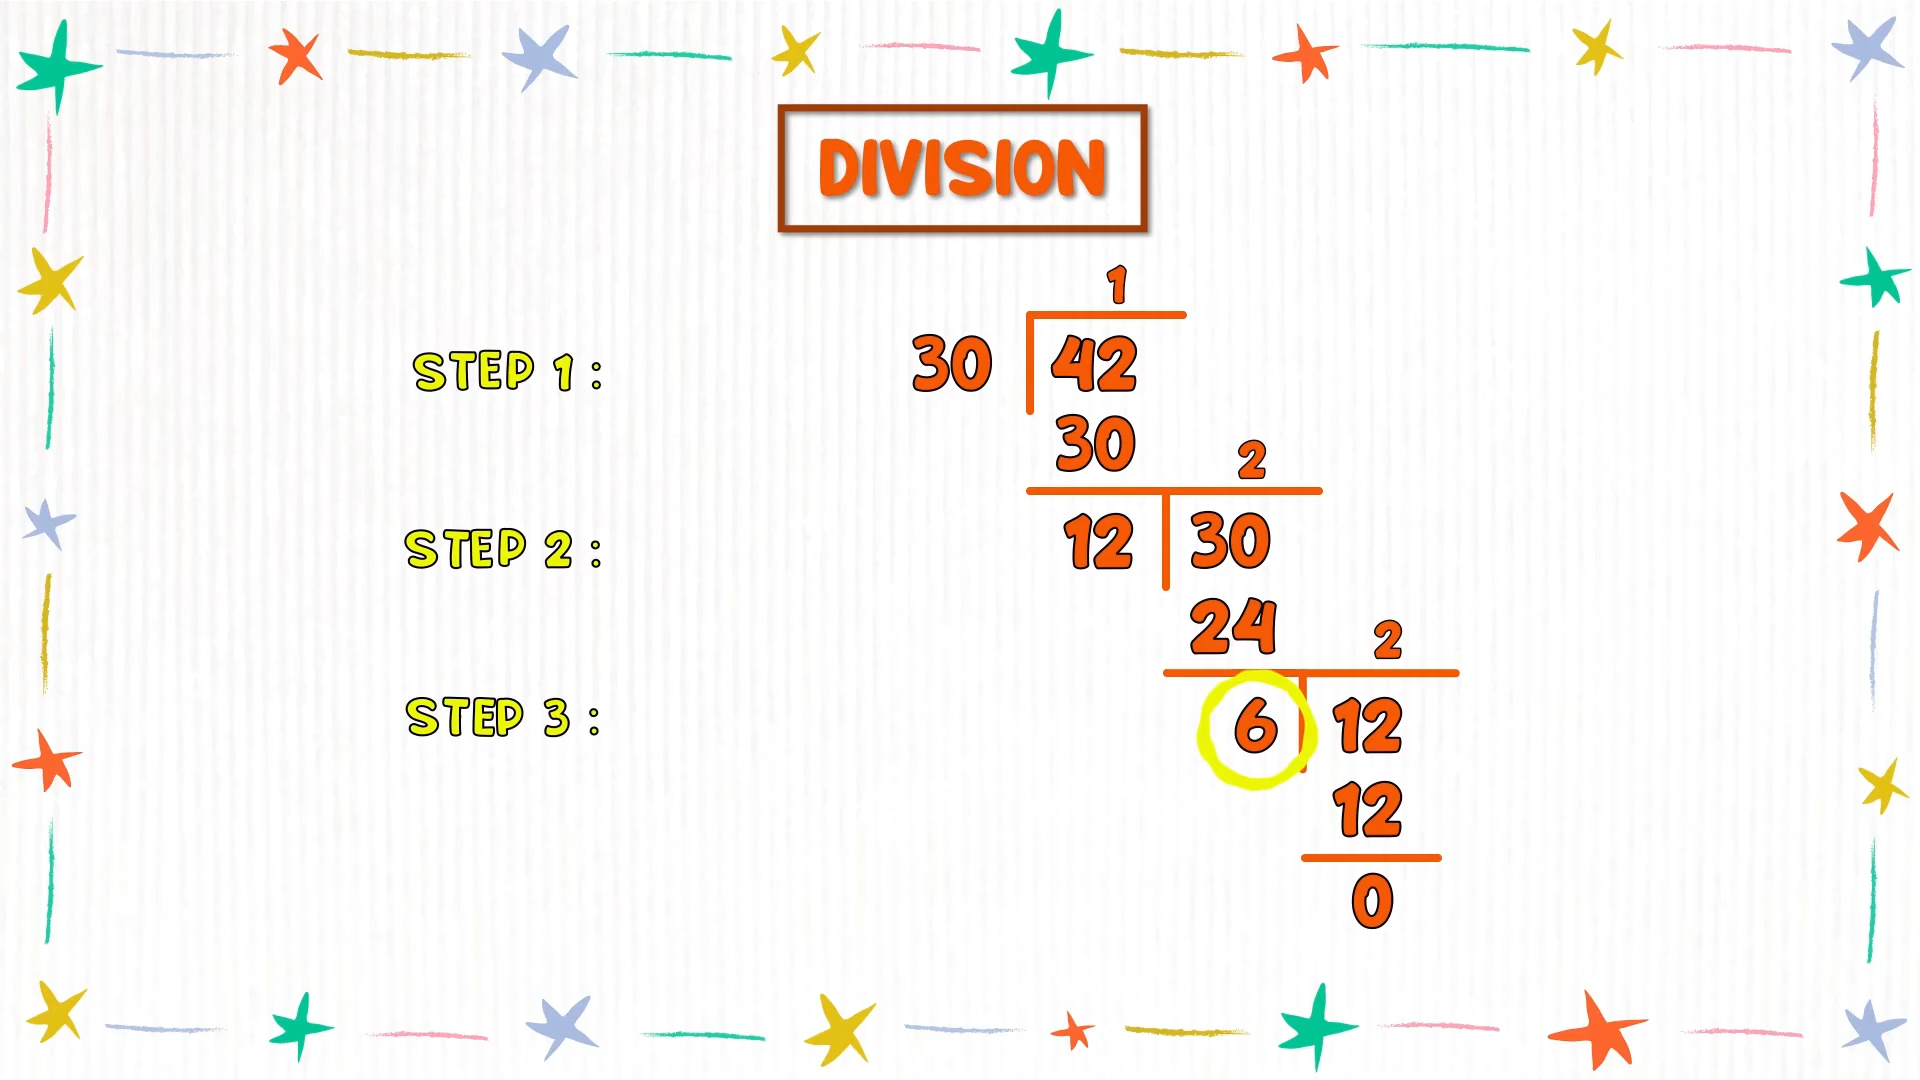 DIVISION
1
STEP 1 : 30 42
30 2
STEP 2 : 12 30
24 2
STEP 3 : 6 12
12
0